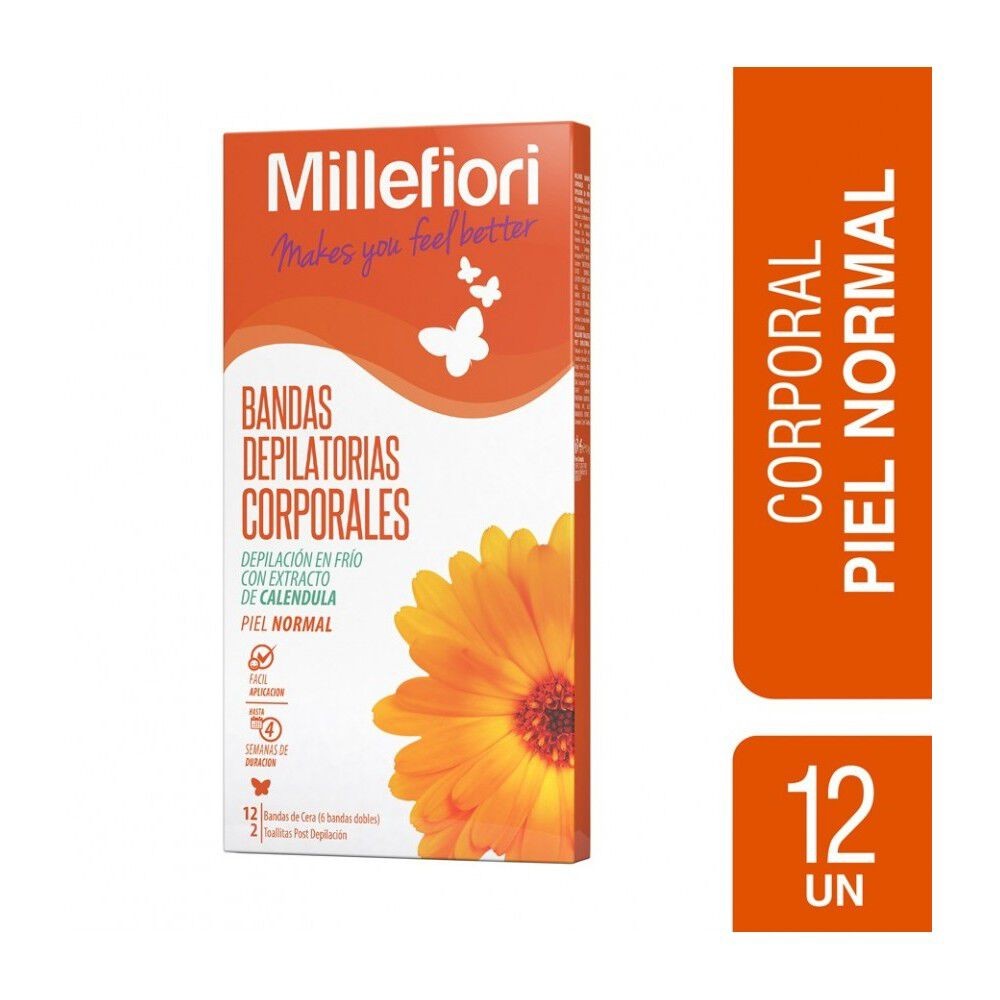 Millefiori
Makes you feel better
BANDAS
DEPILATORIAS
CORPORALES
DEPILACIÓN EN FRÍO
CON EXTRACTO
DE CALENDULA
PIEL NORMAL
FACIL
APLICACION
HASTA
4
SEMANAS DE
DURACION
12 Bandas de Cera (6 bandas dobles)
2 Toallitas Post Depilación
CORPORAL
PIEL NORMAL
12
UN